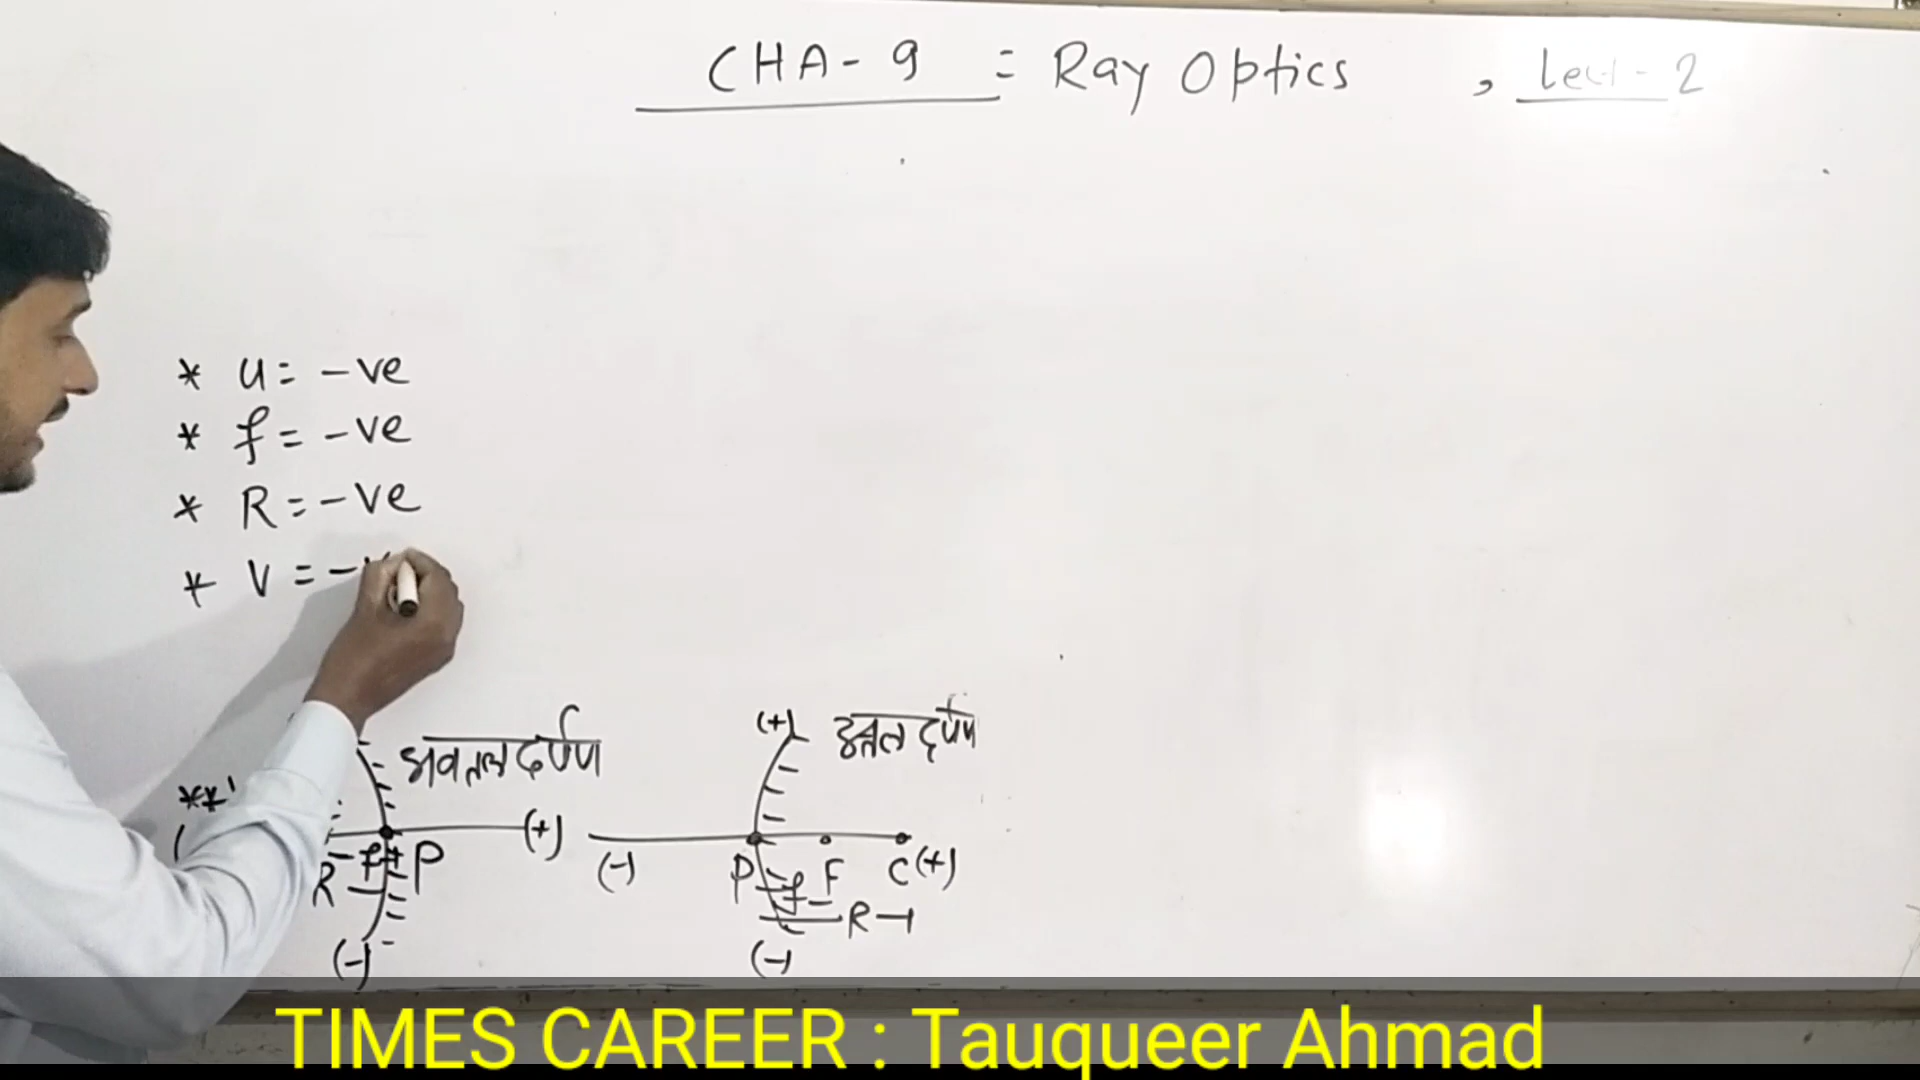 CHA-9 = Ray Optics , Lect-2
* u = -ve
* f = -ve
* R = -ve
* V = -v
अवतल दर्पण
(+) उत्तल दर्पण
**
(+)
R f P
(-)
(-) P f F C (+)
R
(-)
TIMES CAREER : Tauqueer Ahmad